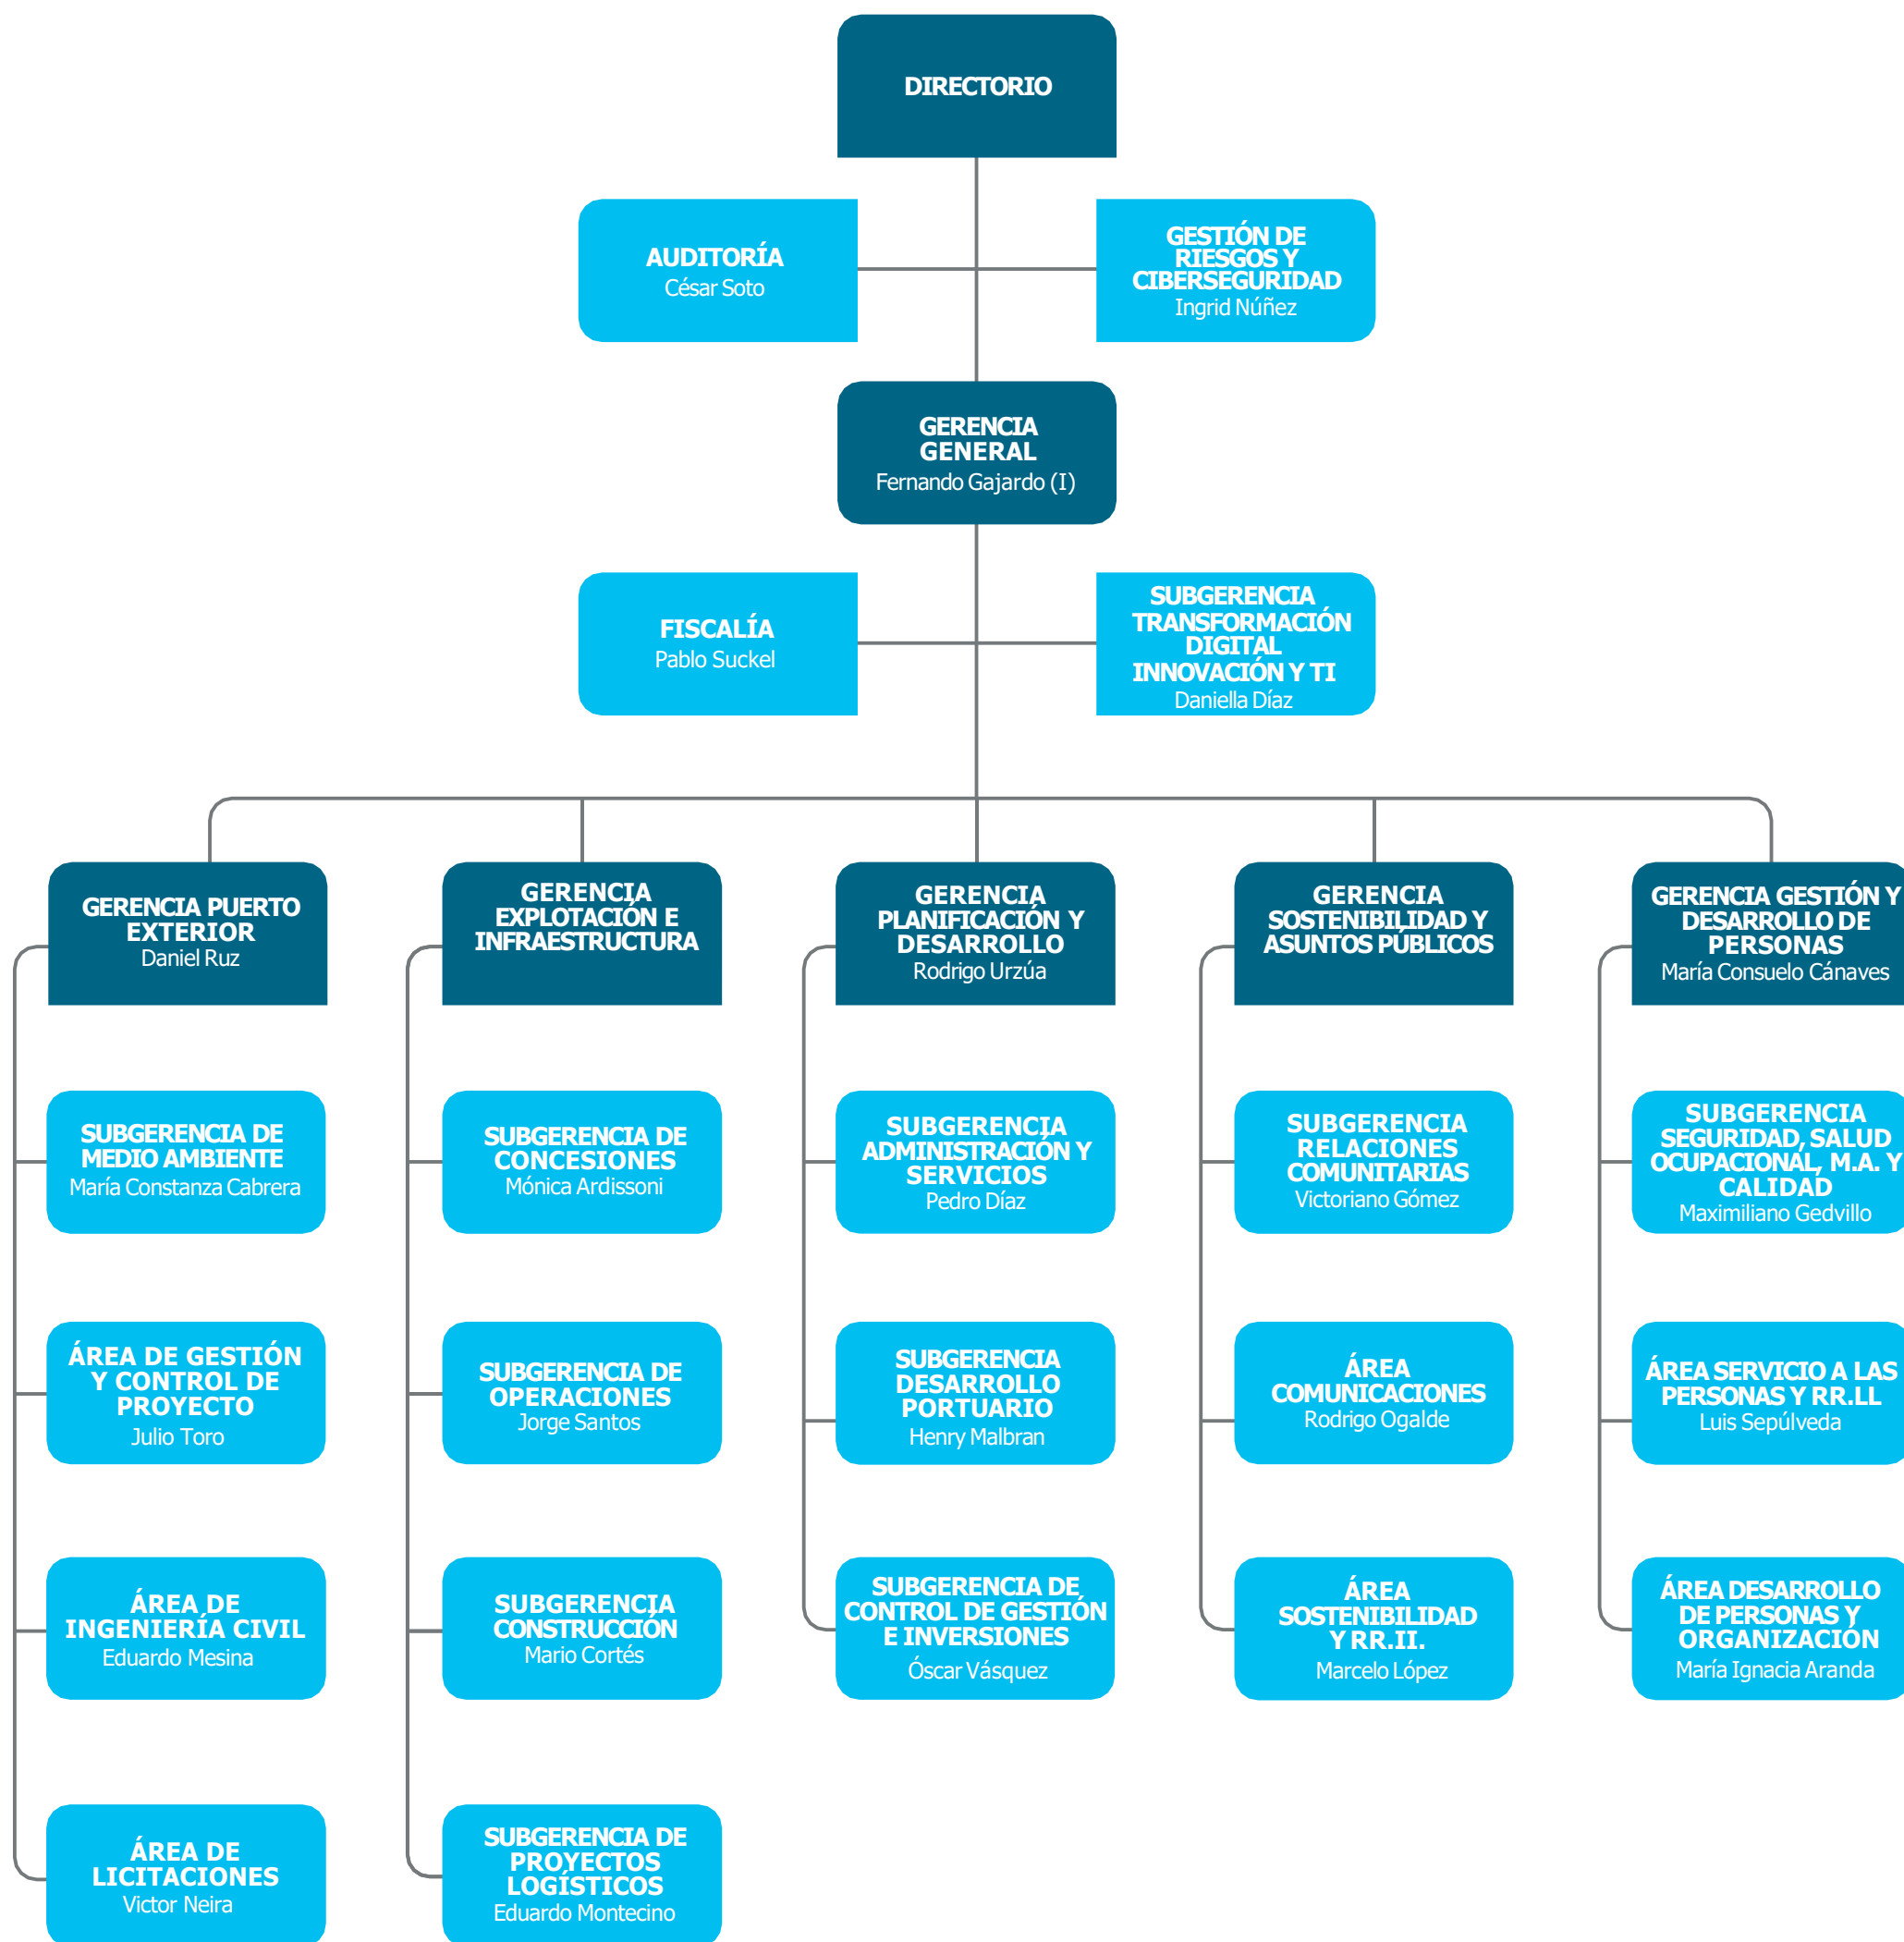 DIRECTORIO
AUDITORÍA
César Soto
GESTIÓN DE
RIESGOS Y
CIBERSEGURIDAD
Ingrid Núñez
GERENCIA
GENERAL
Fernando Gajardo (I)
FISCALÍA
Pablo Suckel
SUBGERENCIA
TRANSFORMACIÓN
DIGITAL
INNOVACIÓN Y TI
Daniella Díaz
GERENCIA PUERTO
EXTERIOR
Daniel Ruz
GERENCIA
EXPLOTACIÓN E
INFRAESTRUCTURA
GERENCIA
PLANIFICACIÓN Y
DESARROLLO
Rodrigo Urzúa
GERENCIA
SOSTENIBILIDAD Y
ASUNTOS PÚBLICOS
GERENCIA GESTIÓN Y
DESARROLLO DE
PERSONAS
María Consuelo Cánaves
SUBGERENCIA DE
MEDIO AMBIENTE
María Constanza Cabrera
SUBGERENCIA DE
CONCESIONES
Mónica Ardissoni
SUBGERENCIA
ADMINISTRACIÓN Y
SERVICIOS
Pedro Díaz
SUBGERENCIA
RELACIONES
COMUNITARIAS
Victoriano Gómez
SUBGERENCIA
SEGURIDAD, SALUD
OCUPACIONAL, M.A. Y
CALIDAD
Maximiliano Gedvillo
ÁREA DE GESTIÓN
Y CONTROL DE
PROYECTO
Julio Toro
SUBGERENCIA DE
OPERACIONES
Jorge Santos
SUBGERENCIA
DESARROLLO
PORTUARIO
Henry Malbran
ÁREA
COMUNICACIONES
Rodrigo Ogalde
ÁREA SERVICIO A LAS
PERSONAS Y RR.LL
Luis Sepúlveda
ÁREA DE
INGENIERÍA CIVIL
Eduardo Mesina
SUBGERENCIA
CONSTRUCCIÓN
Mario Cortés
SUBGERENCIA DE
CONTROL DE GESTIÓN
E INVERSIONES
Óscar Vásquez
ÁREA
SOSTENIBILIDAD
Y RR.II.
Marcelo López
ÁREA DESARROLLO
DE PERSONAS Y
ORGANIZACIÓN
María Ignacia Aranda
ÁREA DE
LICITACIONES
Victor Neira
SUBGERENCIA DE
PROYECTOS
LOGÍSTICOS
Eduardo Montecino